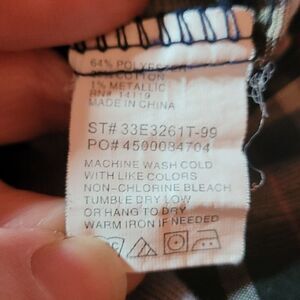 64% POLYESTER
35% COTTON
1% METALLIC
RN# 14119
MADE IN CHINA
ST# 33E3261T-99
PO# 4500084704
MACHINE WASH COLD
WITH LIKE COLORS
NON-CHLORINE BLEACH
TUMBLE DRY LOW
OR HANG TO DRY
WARM IRON IF NEEDED